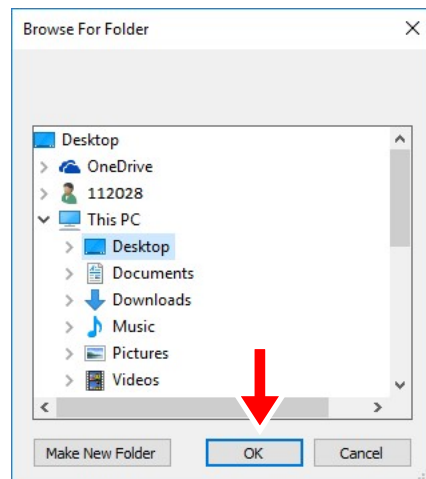 Browse For Folder
Desktop
OneDrive
112028
This PC
Desktop
Documents
Downloads
Music
Pictures
Videos
Make New Folder OK Cancel